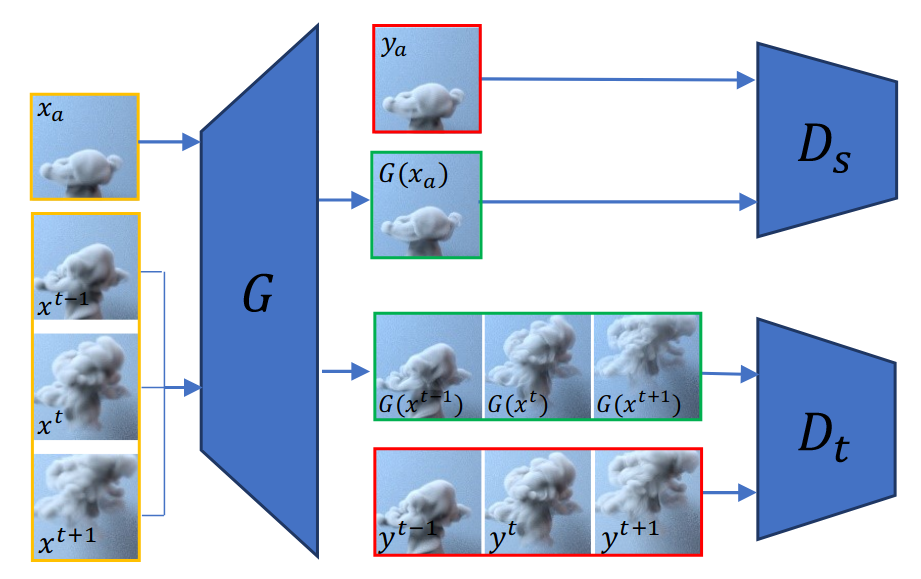 x_a
x^{t-1}
x^t
x^{t+1}
G
y_a
G(x_a)
G(x^{t-1})
G(x^t)
G(x^{t+1})
y^{t-1}
y^t
y^{t+1}
D_s
D_t